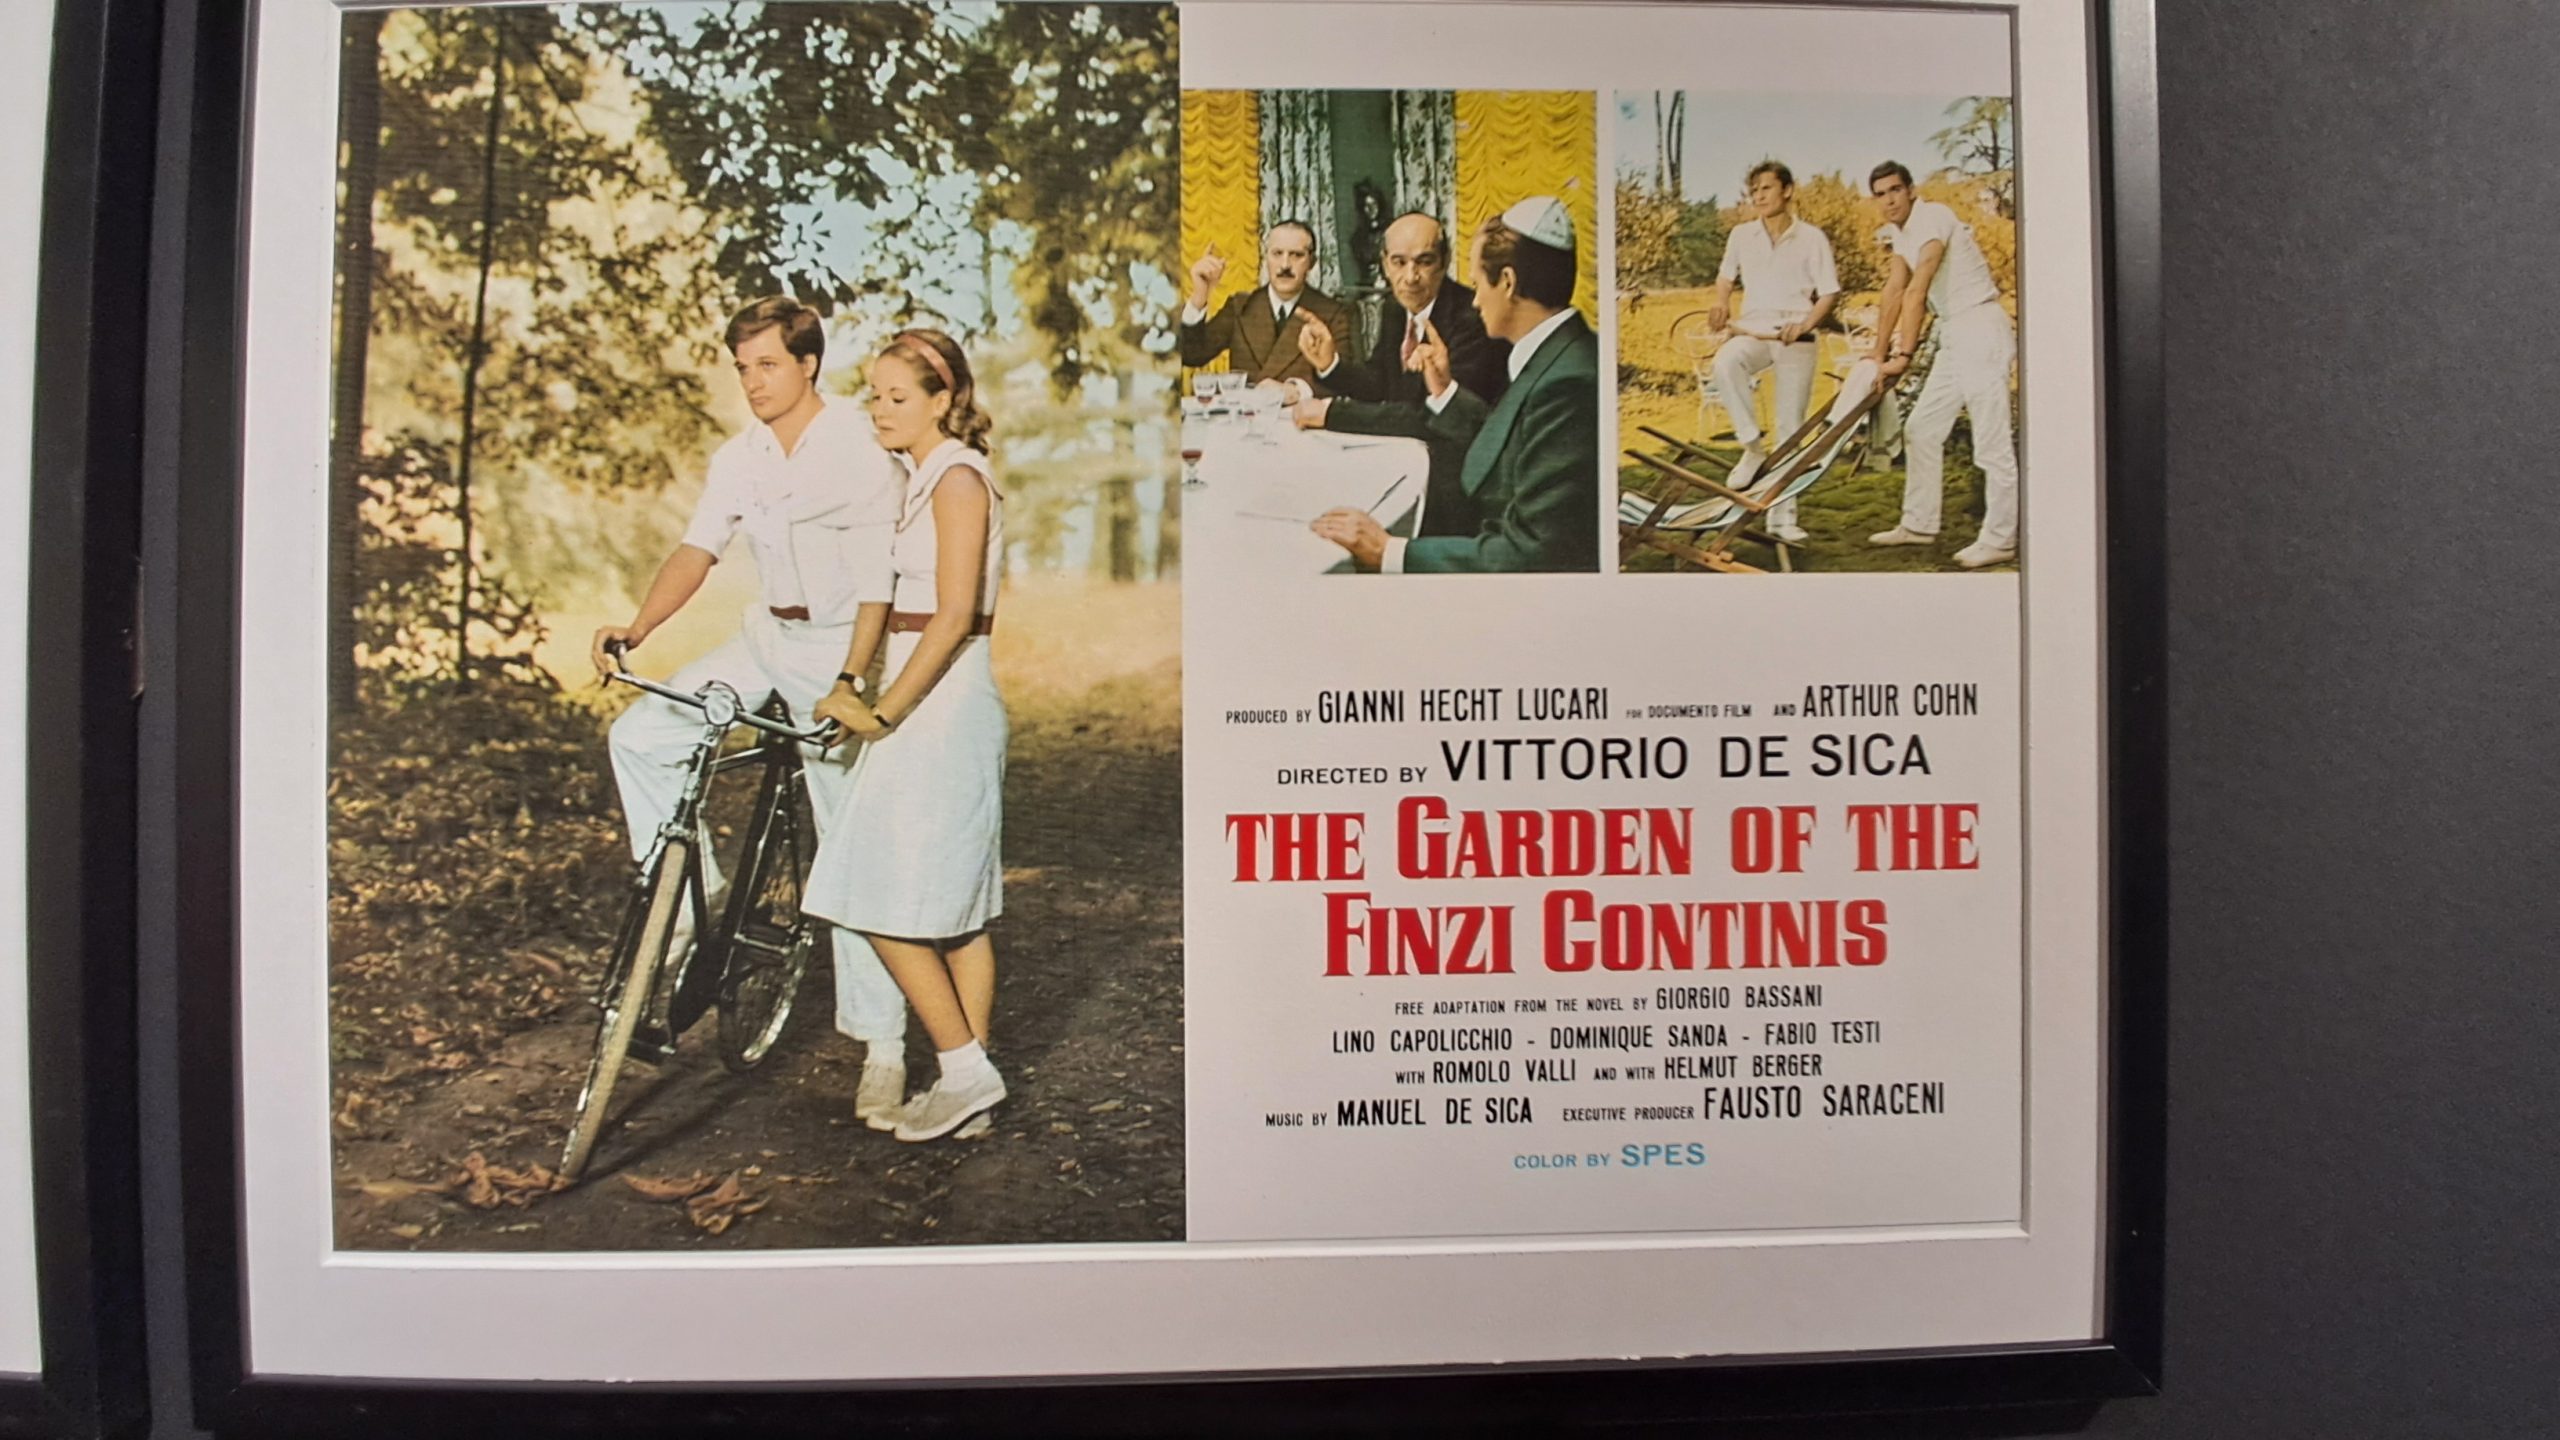 PRODUCED BY GIANNI HECHT LUCARI FOR DOCUMENTO FILM AND ARTHUR COHN
DIRECTED BY VITTORIO DE SICA
THE GARDEN OF THE
FINZI CONTINIS
FREE ADAPTATION FROM THE NOVEL BY GIORGIO BASSANI
LINO CAPOLICCHIO - DOMINIQUE SANDA - FABIO TESTI
WITH ROMOLO VALLI AND WITH HELMUT BERGER
MUSIC BY MANUEL DE SICA EXECUTIVE PRODUCER FAUSTO SARACENI
COLOR BY SPES